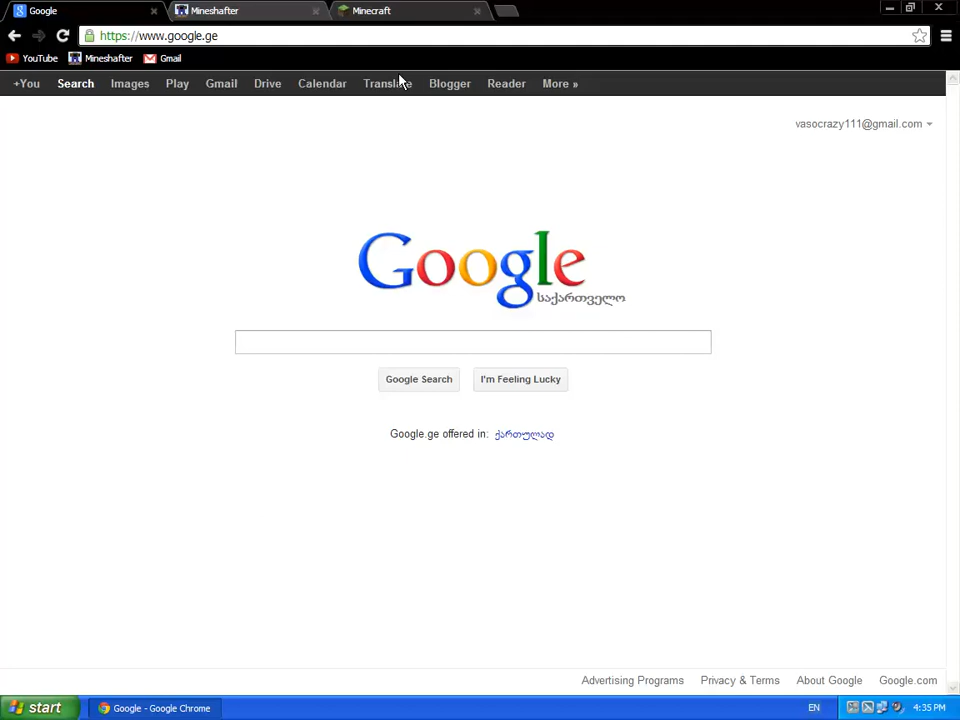 Google Mineshafter Minecraft
https://www.google.ge
YouTube Mineshafter Gmail
+You Search Images Play Gmail Drive Calendar Translate Blogger Reader More »
vasocrazy111@gmail.com
Google
საქართველო
Google Search I'm Feeling Lucky
Google.ge offered in: ქართულად
Advertising Programs Privacy & Terms About Google Google.com
start Google - Google Chrome EN 4:35 PM